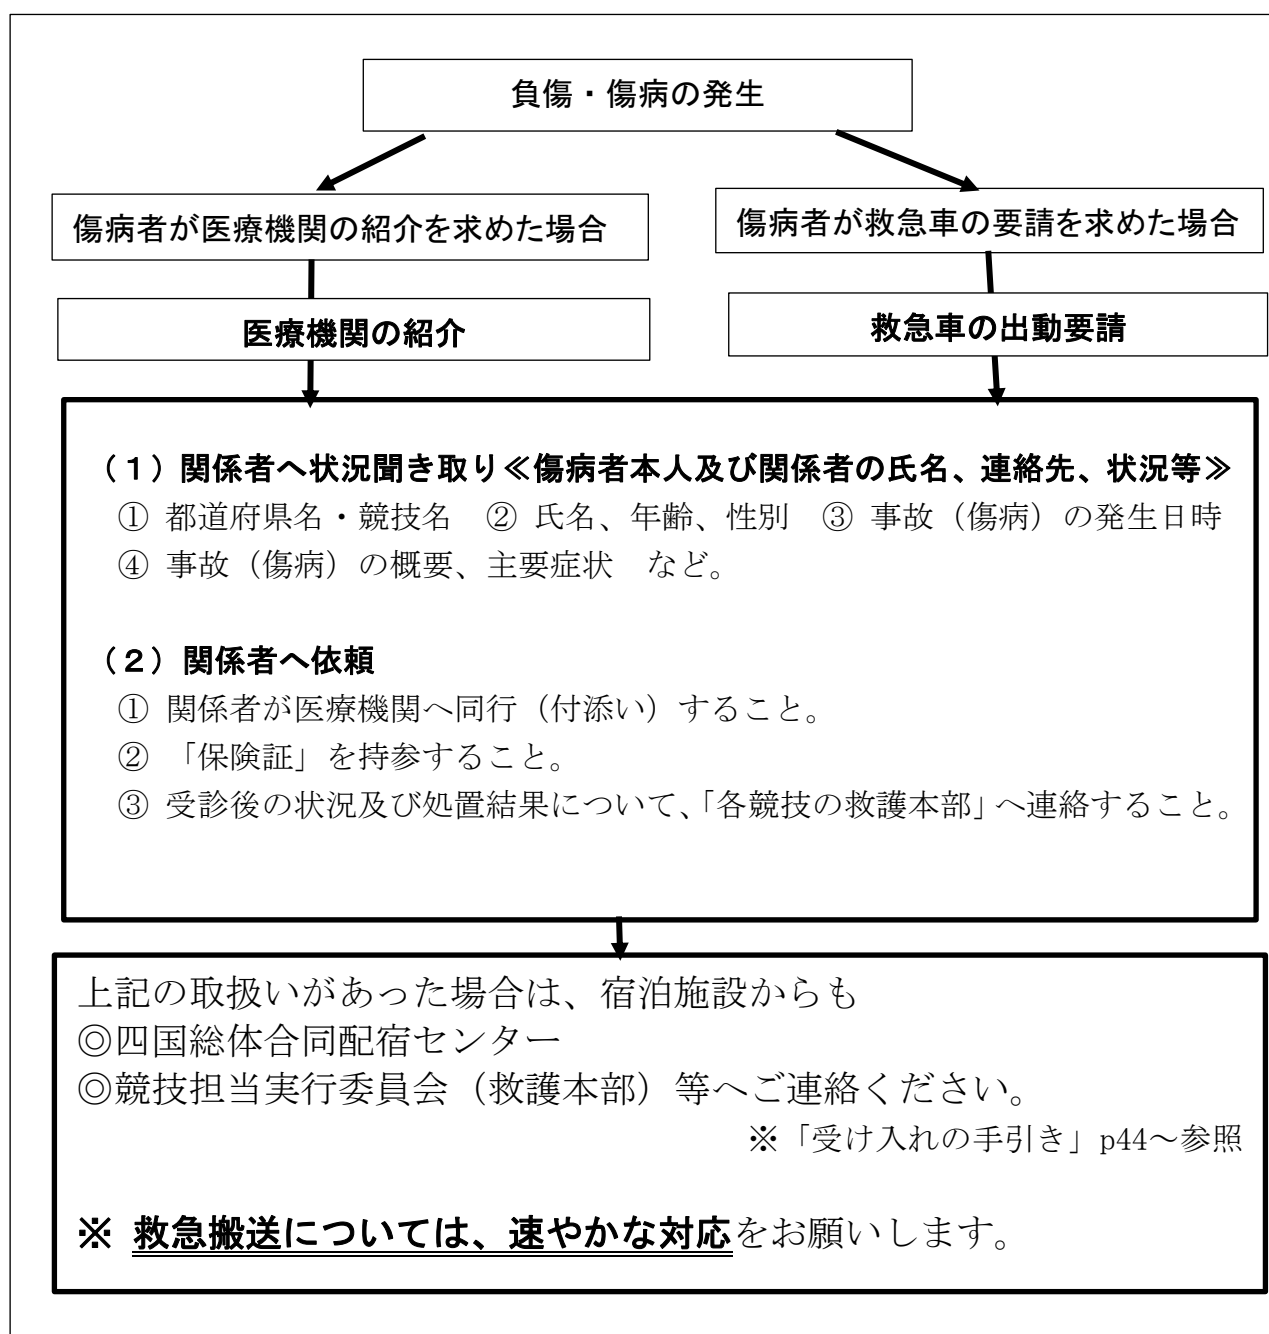 負傷・傷病の発生
傷病者が医療機関の紹介を求めた場合
傷病者が救急車の要請を求めた場合
医療機関の紹介
救急車の出動要請
（１）関係者へ状況聞き取り≪傷病者本人及び関係者の氏名、連絡先、状況等≫
① 都道府県名・競技名　② 氏名、年齢、性別　③ 事故（傷病）の発生日時
④ 事故（傷病）の概要、主要症状　など。
（２）関係者へ依頼
① 関係者が医療機関へ同行（付添い）すること。
② 「保険証」を持参すること。
③ 受診後の状況及び処置結果について、「各競技の救護本部」へ連絡すること。
上記の取扱いがあった場合は、宿泊施設からも
◎四国総体合同配宿センター
◎競技担当実行委員会（救護本部）等へご連絡ください。
※「受け入れの手引き」p44～参照
※ 救急搬送については、速やかな対応をお願いします。